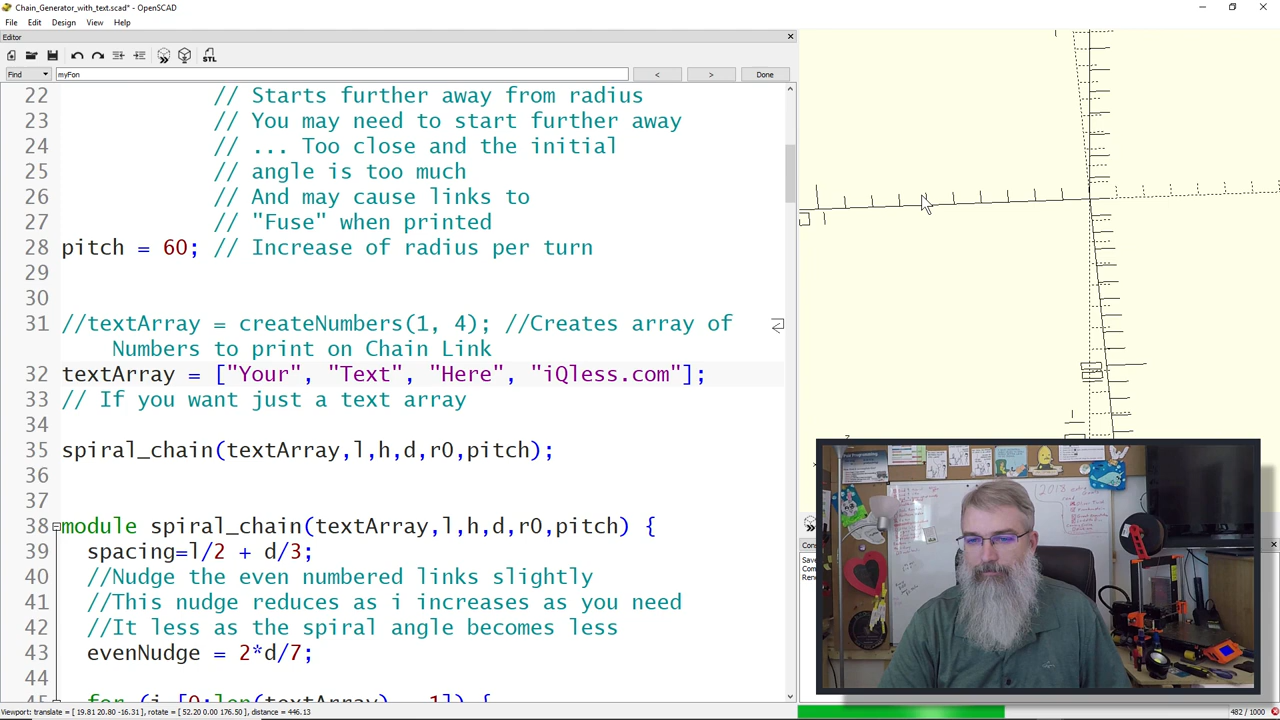 Chain_Generator_with_text.scad* - OpenSCAD
File Edit Design View Help
Editor
STL
Find myFon < > Done
22 // Starts further away from radius
23 // You may need to start further away
24 // ... Too close and the initial
25 // angle is too much
26 // And may cause links to
27 // "Fuse" when printed
28 pitch = 60; // Increase of radius per turn
29
30
31 //textArray = createNumbers(1, 4); //Creates array of
Numbers to print on Chain Link
32 textArray = ["Your", "Text", "Here", "iQless.com"];
33 // If you want just a text array
34
35 spiral_chain(textArray,l,h,d,r0,pitch);
36
37
38 module spiral_chain(textArray,l,h,d,r0,pitch) {
39 spacing=l/2 + d/3;
40 //Nudge the even numbered links slightly
41 //This nudge reduces as i increases as you need
42 //It less as the spiral angle becomes less
43 evenNudge = 2*d/7;
44
45 for (i [0:len(textArray) - 1]) {
Viewport: translate = [ 19.81 20.80 -16.31 ], rotate = [ 52.20 0.00 176.50 ], distance = 446.13
482 / 1000